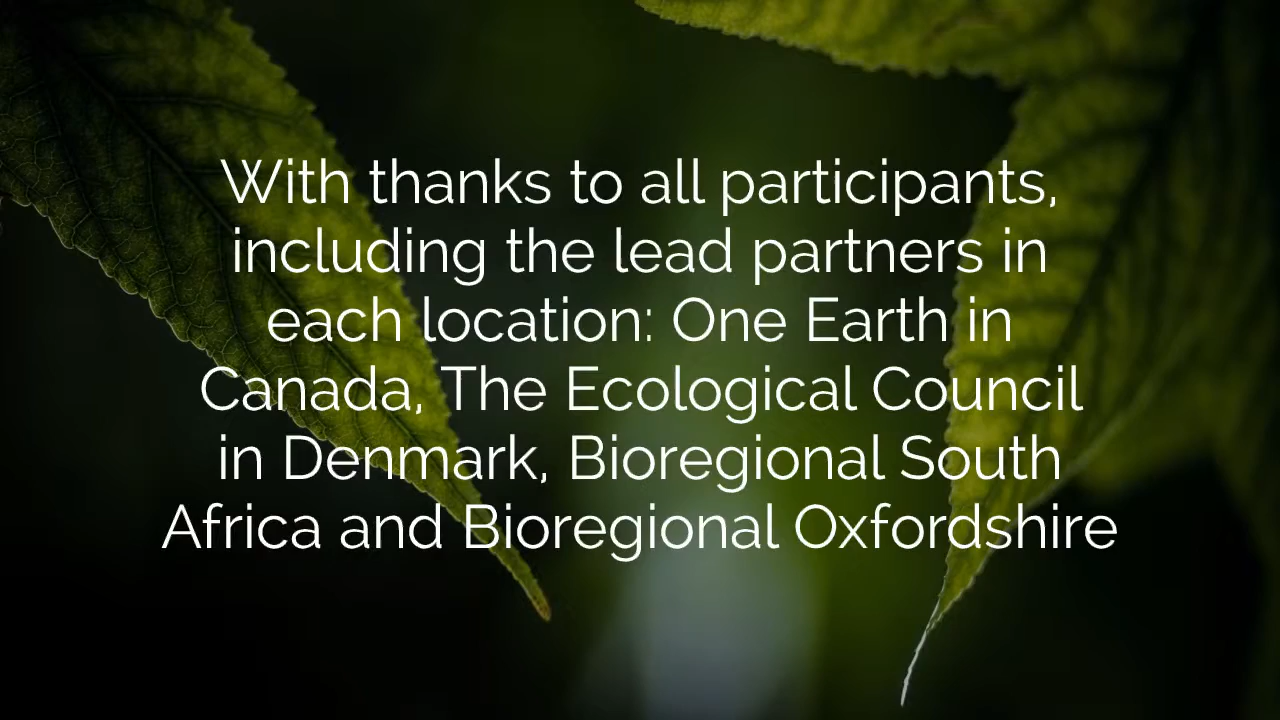 With thanks to all participants,
including the lead partners in
each location: One Earth in
Canada, The Ecological Council
in Denmark, Bioregional South
Africa and Bioregional Oxfordshire